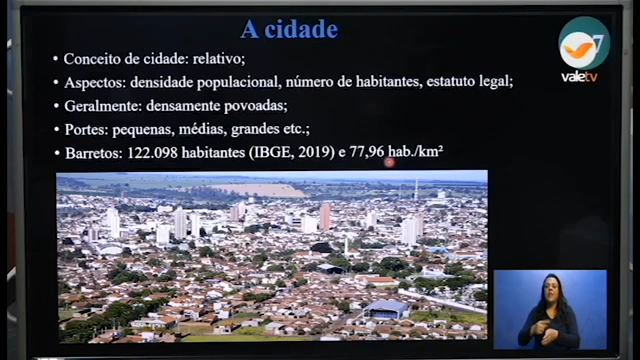 A cidade
• Conceito de cidade: relativo;
• Aspectos: densidade populacional, número de habitantes, estatuto legal;
• Geralmente: densamente povoadas;
• Portes: pequenas, médias, grandes etc.;
• Barretos: 122.098 habitantes (IBGE, 2019) e 77,96 hab./km²
7
valetv